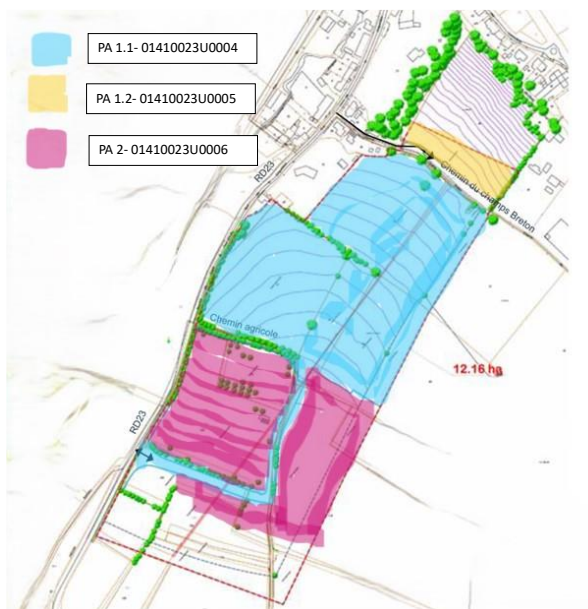 PA 1.1- 01410023U0004
PA 1.2- 01410023U0005
PA 2- 01410023U0006
RD23
Chemin du champs Breton
Chemin agricole
12.16 ha
RD23